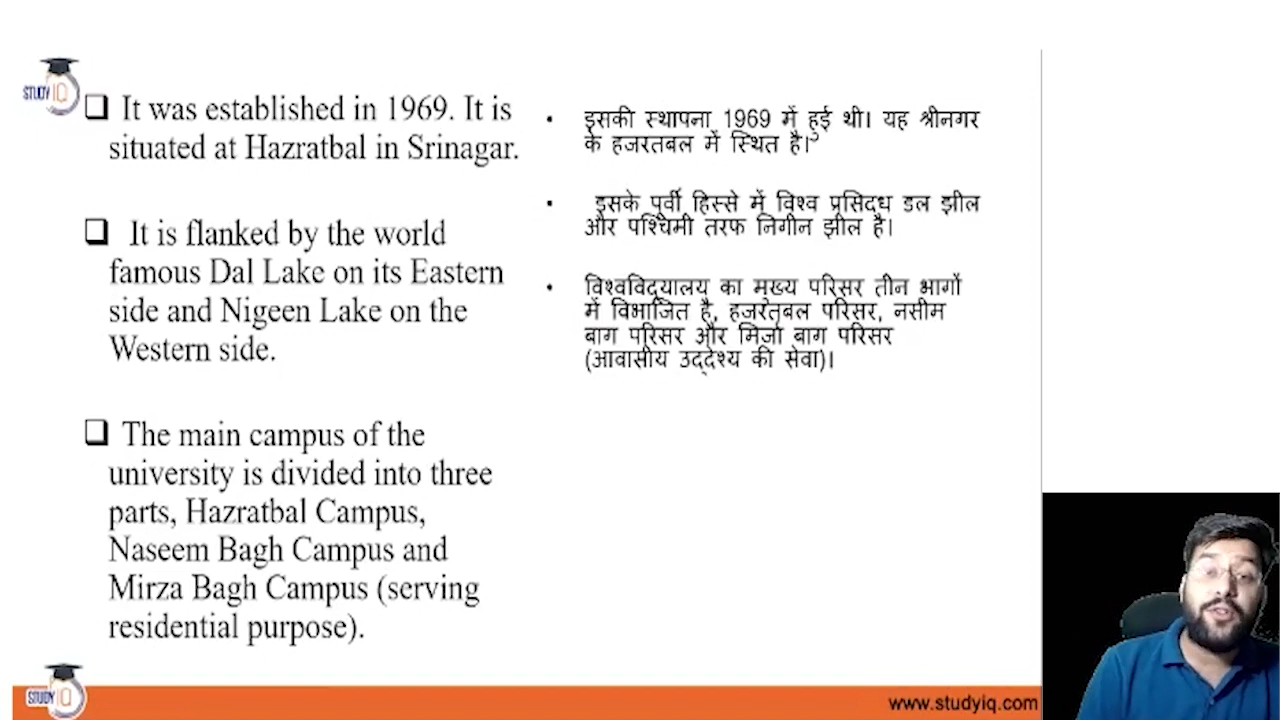 STUDY IQ
❑ It was established in 1969. It is
situated at Hazratbal in Srinagar.
❑ It is flanked by the world
famous Dal Lake on its Eastern
side and Nigeen Lake on the
Western side.
❑ The main campus of the
university is divided into three
parts, Hazratbal Campus,
Naseem Bagh Campus and
Mirza Bagh Campus (serving
residential purpose).
• इसकी स्थापना 1969 में हुई थी। यह श्रीनगर
के हजरतबल में स्थित है।
• इसके पूर्वी हिस्से में विश्व प्रसिद्ध डल झील
और पश्चिमी तरफ निगीन झील है।
• विश्वविद्यालय का मुख्य परिसर तीन भागों
में विभाजित है, हजरतबल परिसर, नसीम
बाग परिसर और मिर्जा बाग परिसर
(आवासीय उद्देश्य की सेवा)।
STUDY IQ
www.studyiq.com